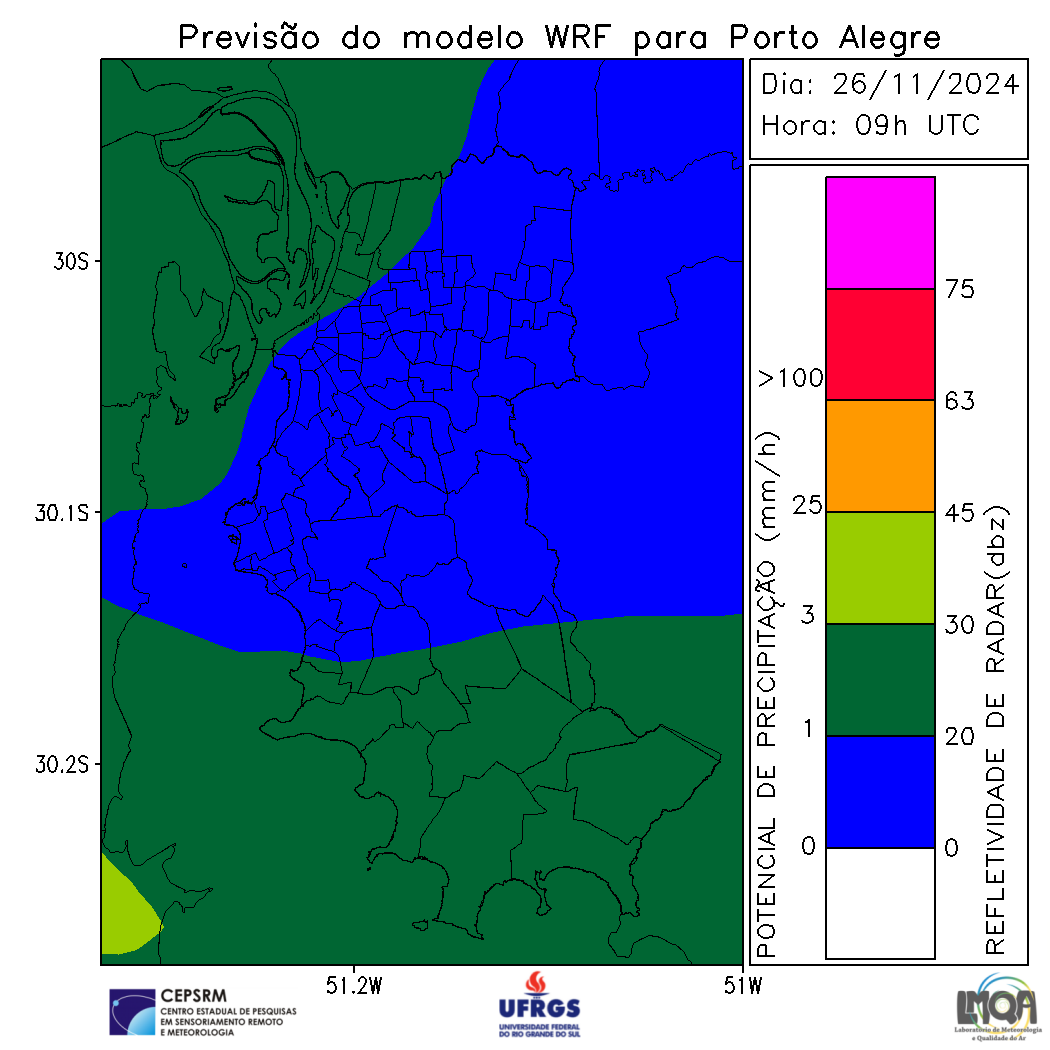 Previsão do modelo WRF para Porto Alegre
Dia: 26/11/2024
Hora: 09h UTC
30S
30.1S
30.2S
51.2W
51W
POTENCIAL DE PRECIPITAÇÃO (mm/h)
>100
25
3
1
0
75
63
45
30
20
0
REFLETIVIDADE DE RADAR(dbz)
CEPSRM
CENTRO ESTADUAL DE PESQUISAS
EM SENSORIAMENTO REMOTO
E METEOROLOGIA
UFRGS
UNIVERSIDADE FEDERAL
DO RIO GRANDE DO SUL
LMQA
Laboratório de Meteorologia
e Qualidade do Ar